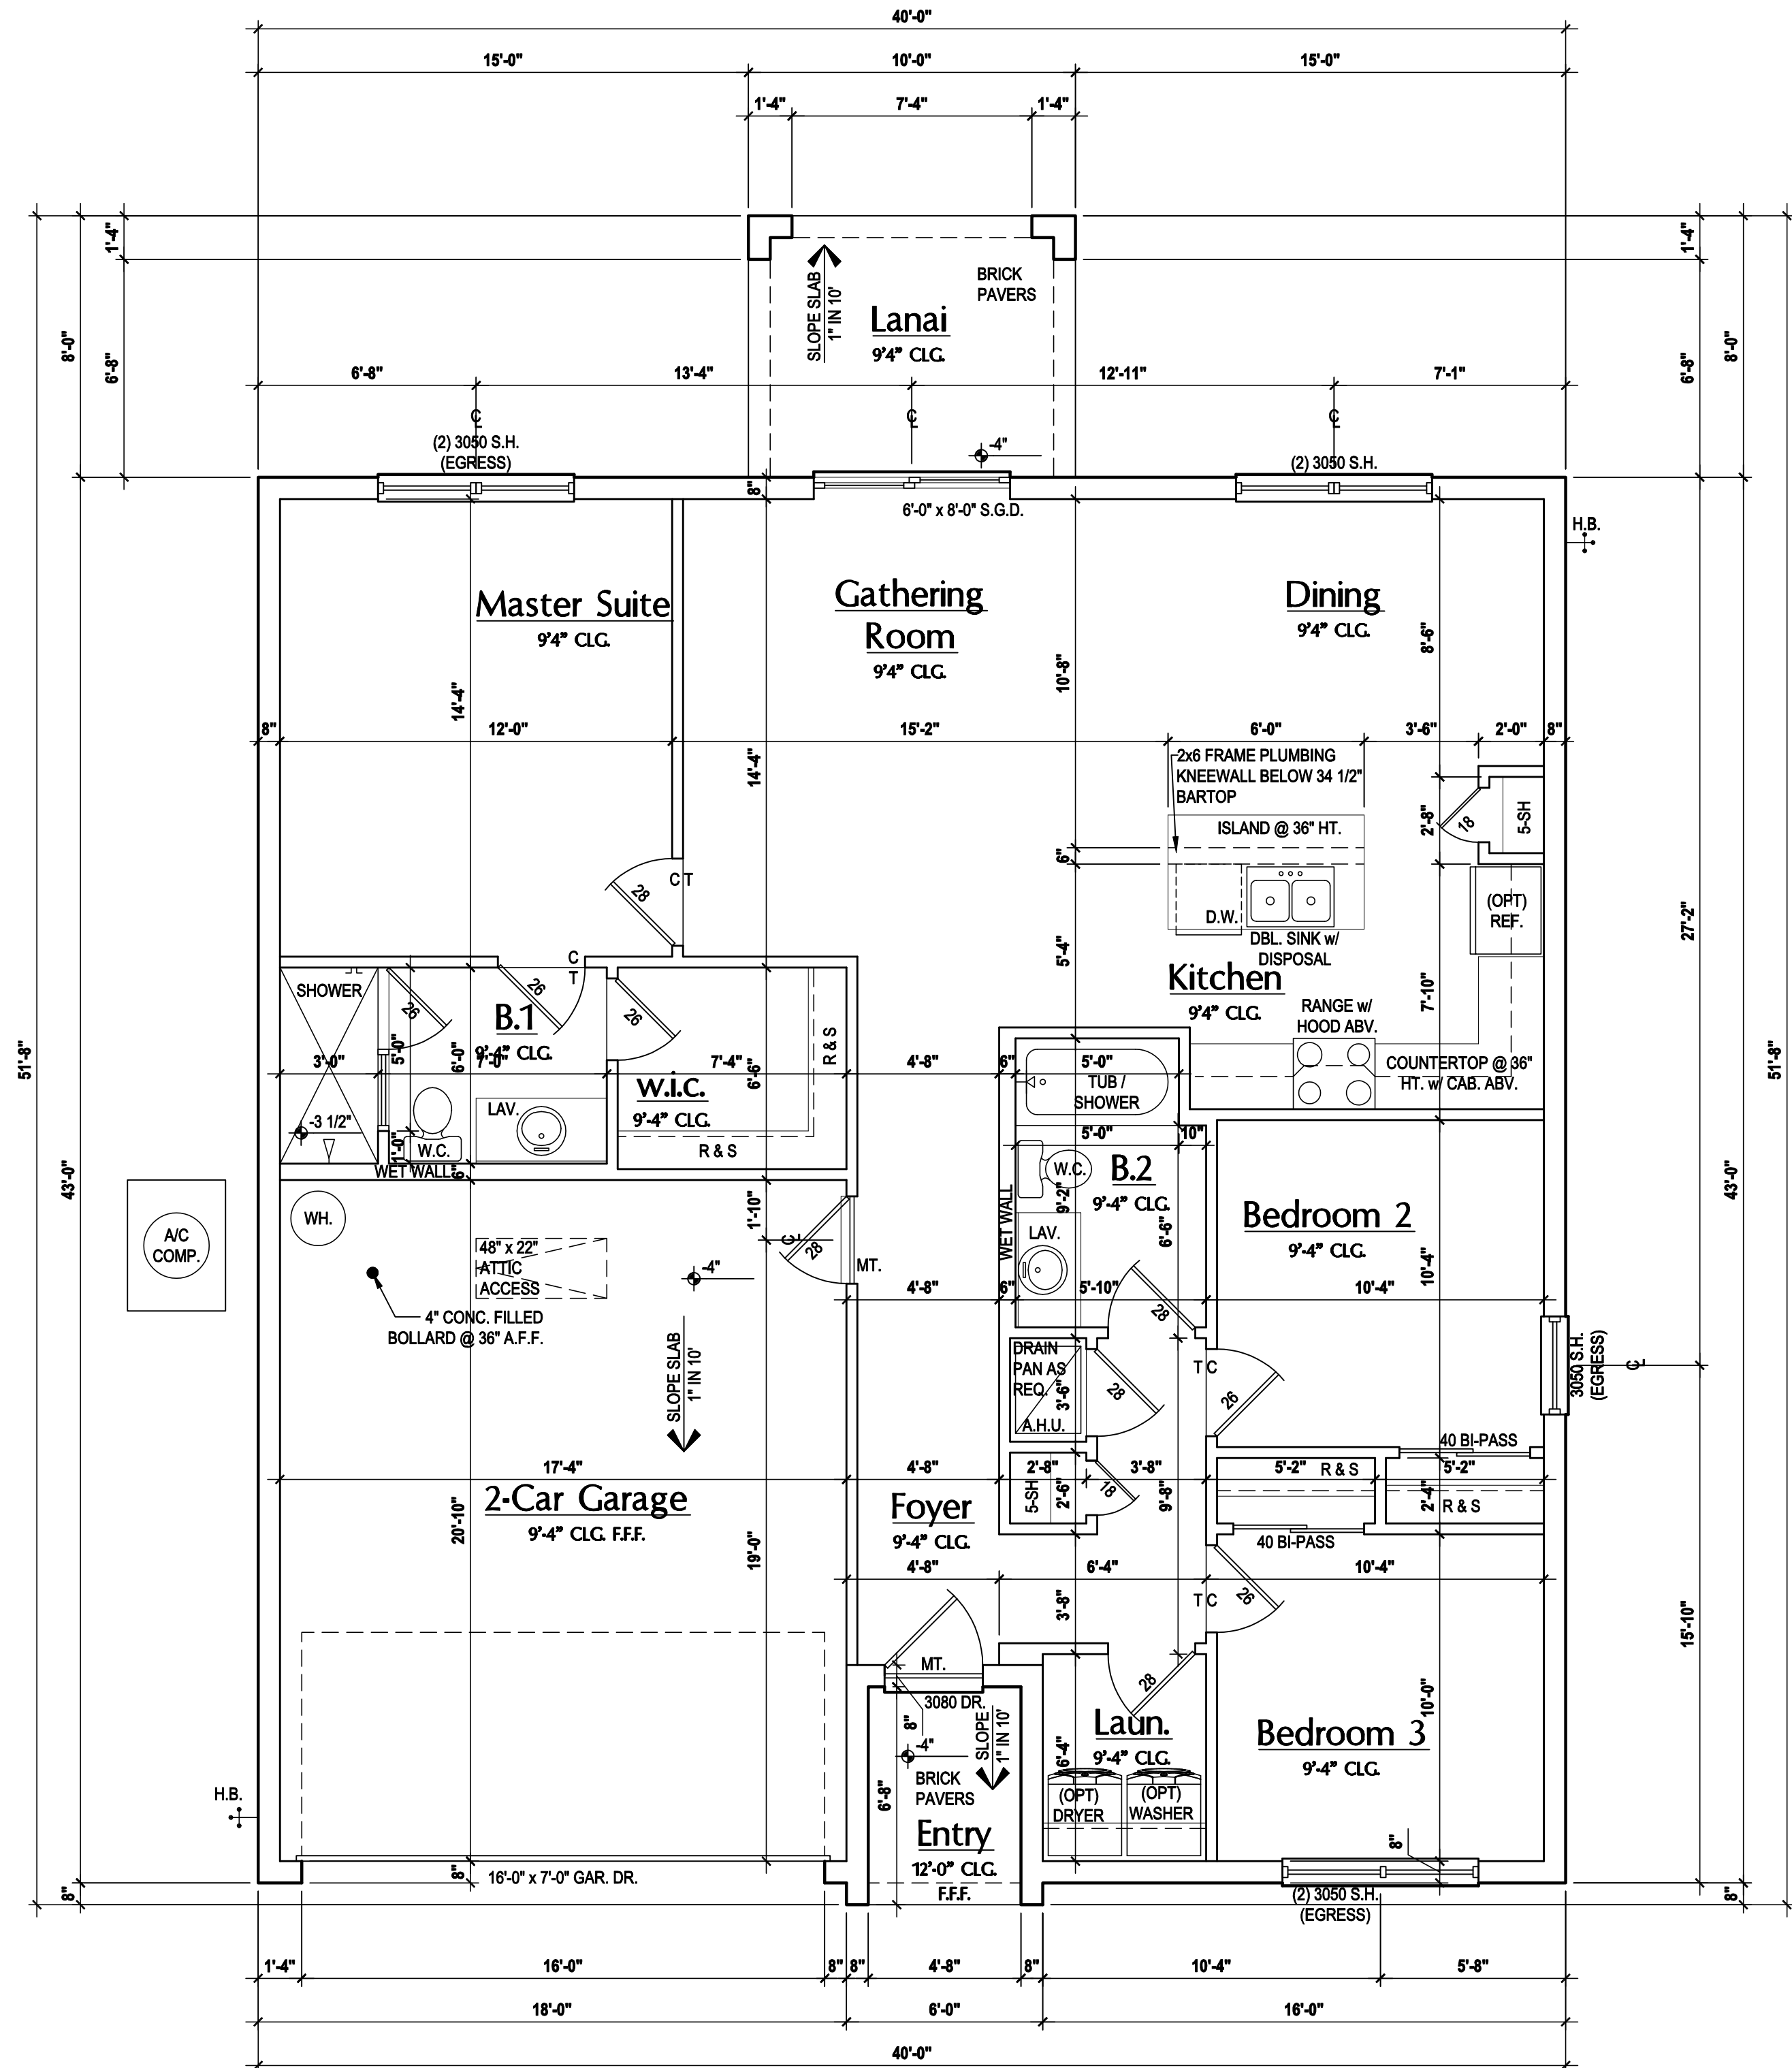 40'-0"
15'-0" 10'-0" 15'-0"
1'-4" 7'-4" 1'-4"
1'-4"
8'-0"
6'-8"
1'-4"
8'-0"
6'-8"
SLOPE SLAB
1" IN 10'
BRICK
PAVERS
Lanai
9'4" CLG.
6'-8" 13'-4" 12'-11" 7'-1"
CL CL CL
(2) 3050 S.H.
(EGRESS)
-4"
(2) 3050 S.H.
8"
6'-0" x 8'-0" S.G.D.
H.B.
Master Suite
9'4" CLG.
Gathering
Room
9'4" CLG.
Dining
9'4" CLG.
8'-6"
10'-8"
14'-4"
8" 12'-0" 15'-2" 6'-0" 3'-6" 2'-0" 8"
14'-4"
2x6 FRAME PLUMBING
KNEEWALL BELOW 34 1/2"
BARTOP
ISLAND @ 36" HT.
2'-8"
18
5-SH
6"
28
C T
(OPT)
REF.
D.W.
DBL. SINK w/
DISPOSAL
27'-2"
5'-4"
Kitchen
9'4" CLG.
7'-10"
RANGE w/
HOOD ABV.
COUNTERTOP @ 36"
HT. w/ CAB. ABV.
C
T
SHOWER
26
26
26
B.1
9'-4" CLG.
5'-0"
6'-0"
3'-0" 7'-0" 7'-4" 4'-8" 6" 5'-0"
6'-6"
R & S
W.I.C.
9'-4" CLG.
R & S
LAV.
W.C.
-3 1/2"
1'-0"
WET WALL
6"
TUB /
SHOWER
5'-0" 10"
W.C.
B.2
9'-4" CLG.
9'-2"
6'-6"
WET WALL
LAV.
51'-8"
43'-0"
51'-8"
43'-0"
A/C
COMP.
WH.
48" x 22"
ATTIC
ACCESS
4" CONC. FILLED
BOLLARD @ 36" A.F.F.
-4"
1'-10"
CL
28
MT.
SLOPE SLAB
1" IN 10'
Bedroom 2
9'-4" CLG.
10'-4"
4'-8" 6" 5'-10" 10'-4"
28
DRAIN
PAN AS
REQ.
A.H.U.
3'-6"
28
T C
26
3050 S.H.
(EGRESS)
CL
40 BI-PASS
17'-4" 4'-8" 2'-8" 3'-8" 5'-2" R & S 5'-2"
2-Car Garage
9'-4" CLG. F.F.F.
20'-10"
19'-0"
Foyer
9'-4" CLG.
5-SH
2'-6"
18
9'-8"
2'-4"
R & S
40 BI-PASS
4'-8" 6'-4" 10'-4"
3'-8"
T C
26
15'-10"
MT.
3080 DR.
8"
-4"
SLOPE
1" IN 10'
28
Laun.
9'-4" CLG.
6'-4"
Bedroom 3
9'-4" CLG.
10'-0"
6'-8"
BRICK
PAVERS
(OPT)
DRYER
(OPT)
WASHER
H.B.
Entry
12'-0" CLG.
F.F.F.
8"
8"
16'-0" x 7'-0" GAR. DR.
8"
8"
(2) 3050 S.H.
(EGRESS)
1'-4" 16'-0" 8" 8" 4'-8" 8" 10'-4" 5'-8"
18'-0" 6'-0" 16'-0"
40'-0"